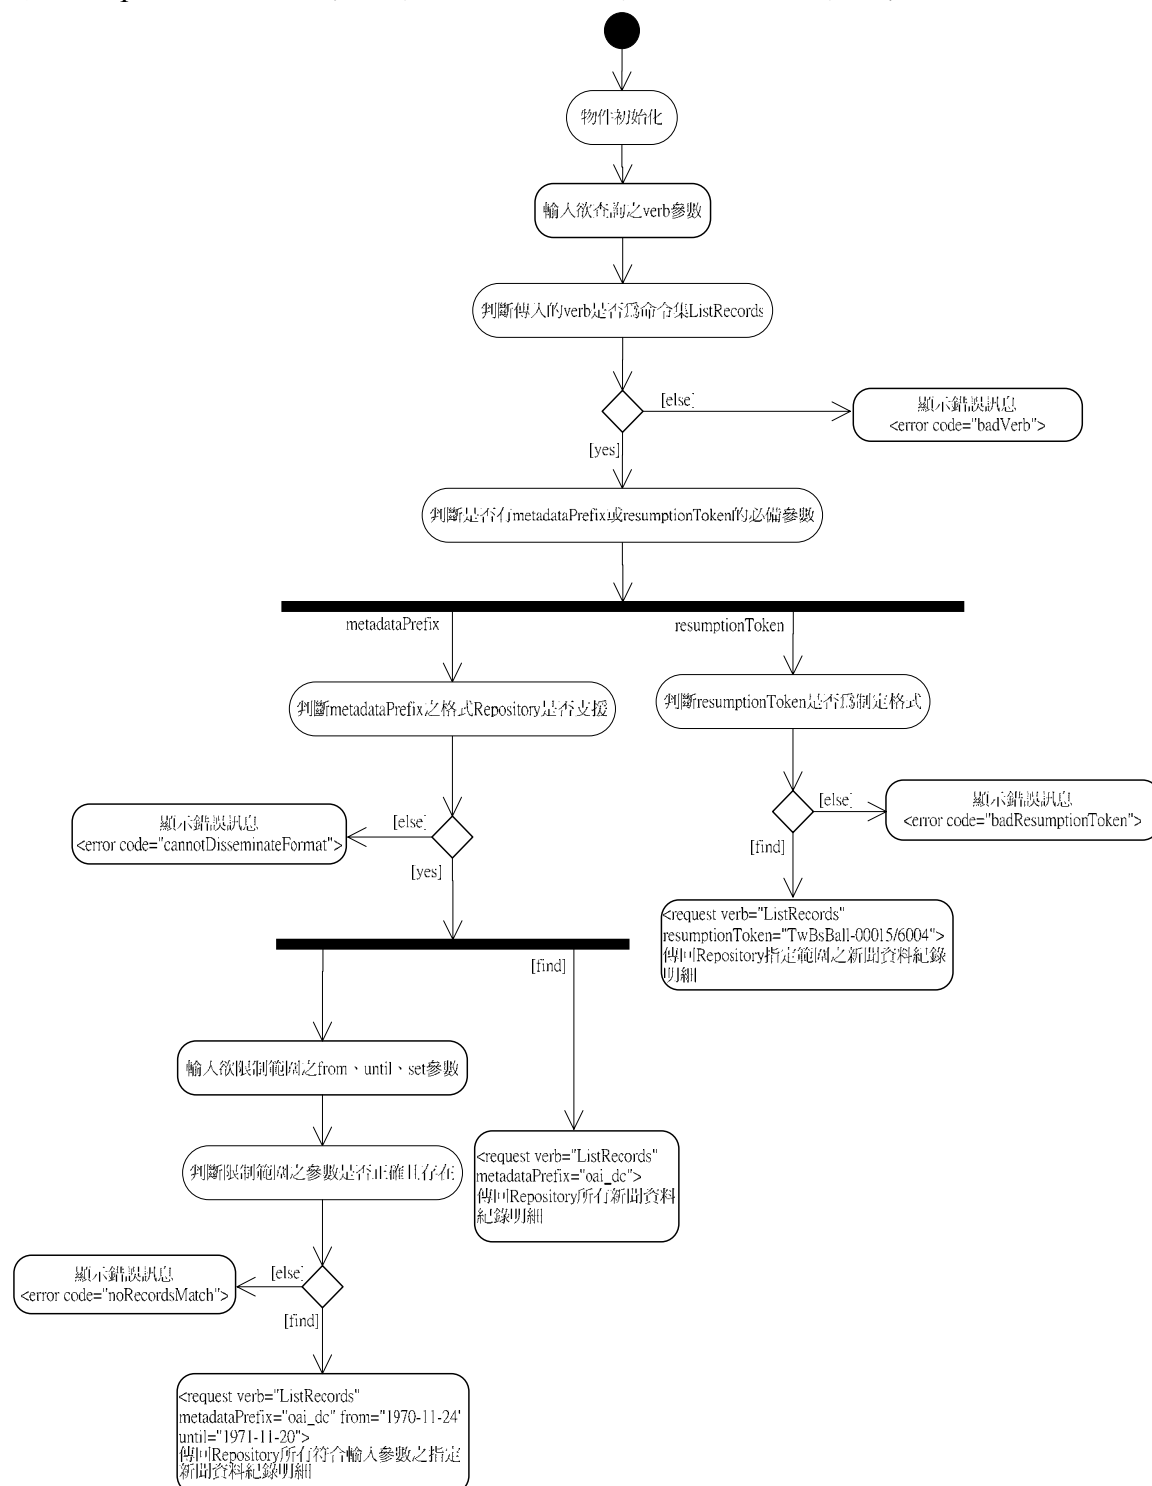 物件初始化
輸入欲查詢之verb參數
判斷傳入的verb是否爲命令集ListRecords
[else]
顯示錯誤訊息
<error code="badVerb">
[yes]
判斷是否有metadataPrefix或resumptionToken的必備參數
metadataPrefix
resumptionToken
判斷metadataPrefix之格式Repository是否支援
判斷resumptionToken是否爲制定格式
顯示錯誤訊息
<error code="cannotDisseminateFormat">
[else]
[yes]
[else]
顯示錯誤訊息
<error code="badResumptionToken">
[find]
<request verb="ListRecords"
resumptionToken="TwBsBall-00015/6004">
傳回Repository指定範圍之新聞資料紀錄
明細
[find]
輸入欲限制範圍之from、until、set參數
判斷限制範圍之參數是否正確且存在
<request verb="ListRecords"
metadataPrefix="oai_dc">
傳回Repository所有新聞資料
紀錄明細
顯示錯誤訊息
<error code="noRecordsMatch">
[else]
[find]
<request verb="ListRecords"
metadataPrefix="oai_dc" from="1970-11-24'
until="1971-11-20">
傳回Repository所有符合輸入參數之指定
新聞資料紀錄明細